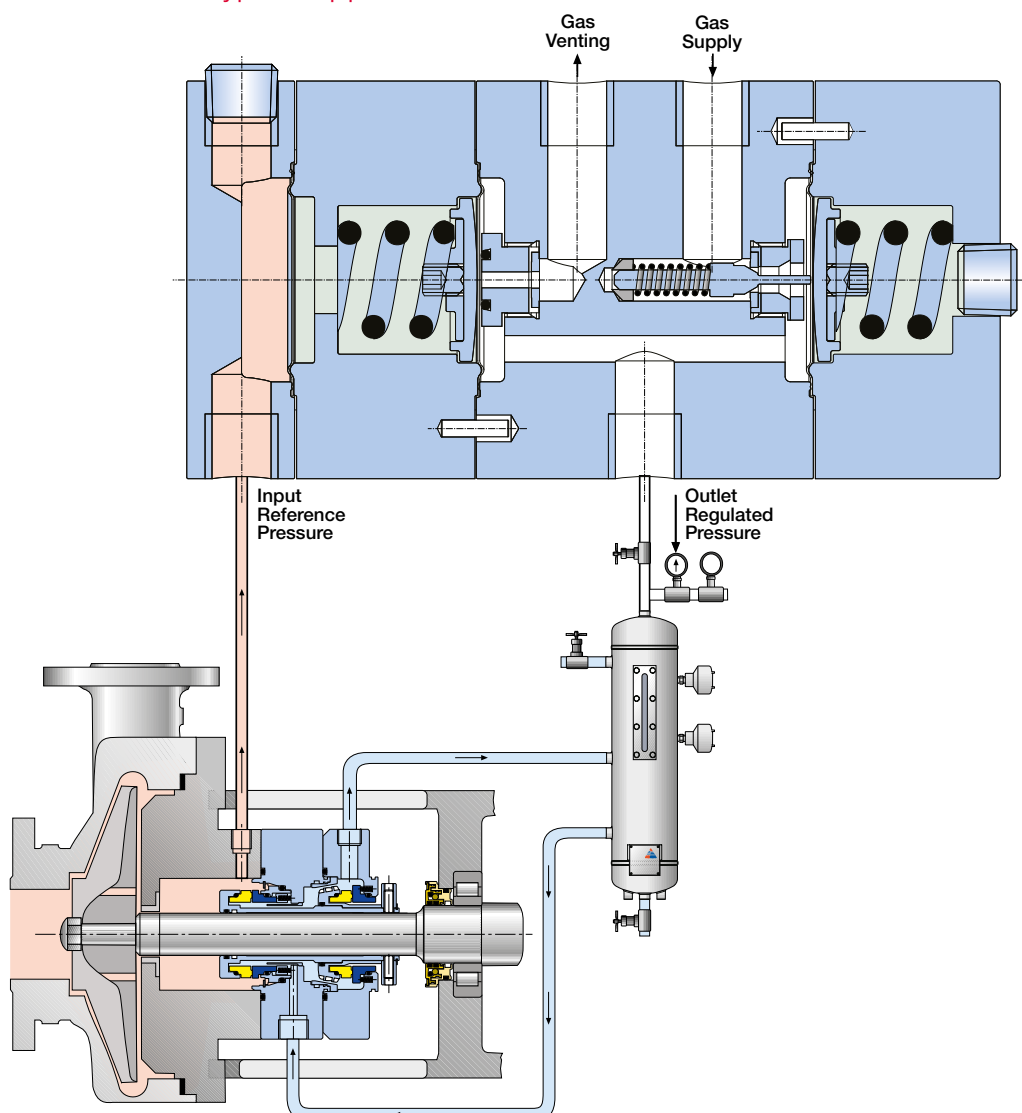 Gas
Venting
Gas
Supply
Input
Reference
Pressure
Outlet
Regulated
Pressure